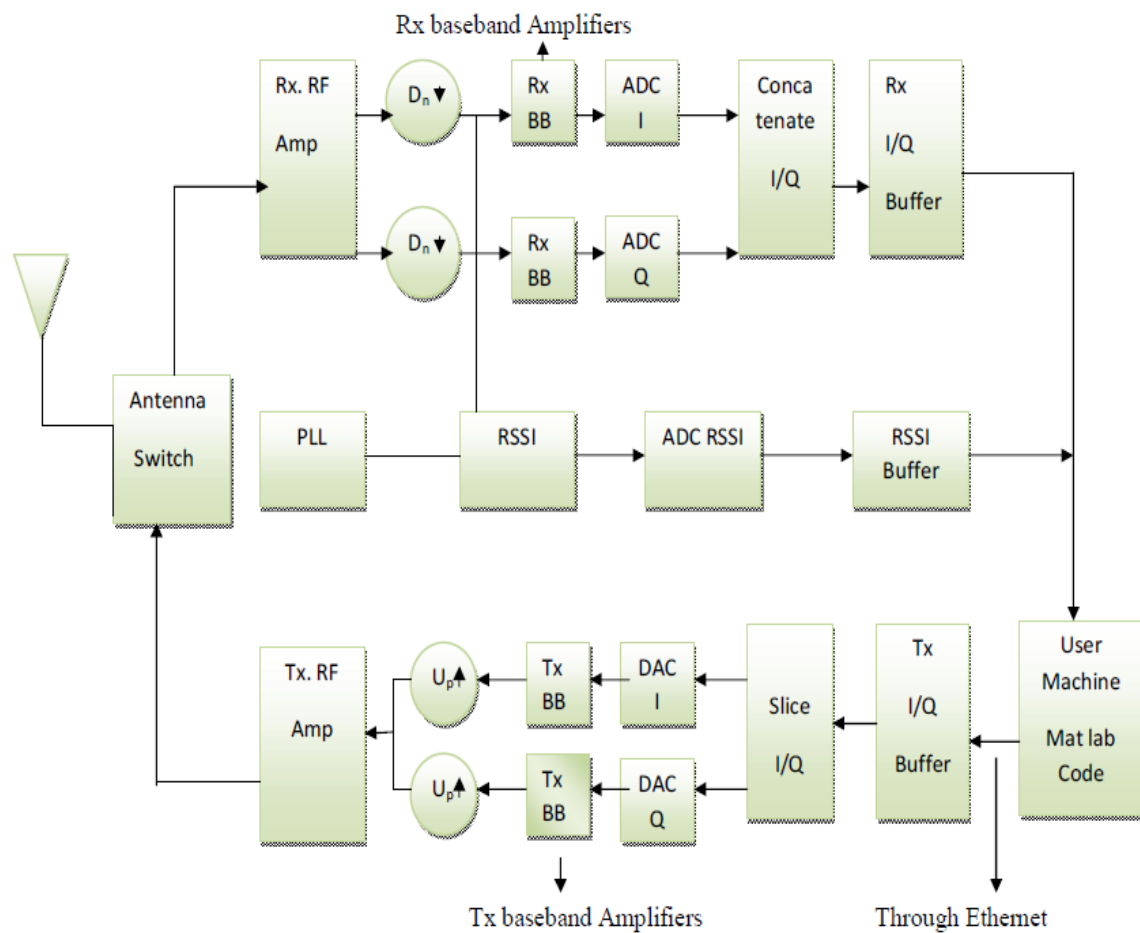 Rx baseband Amplifiers
Rx. RF
Amp
Dn
Rx
BB
ADC
I
Conca
tenate
I/Q
Rx
I/Q
Buffer
Dn
Rx
BB
ADC
Q
Antenna
Switch
PLL
RSSI
ADC RSSI
RSSI
Buffer
Tx. RF
Amp
Up
Tx
BB
DAC
I
Slice
I/Q
Tx
I/Q
Buffer
User
Machine
Mat lab
Code
Up
Tx
BB
DAC
Q
Tx baseband Amplifiers
Through Ethernet